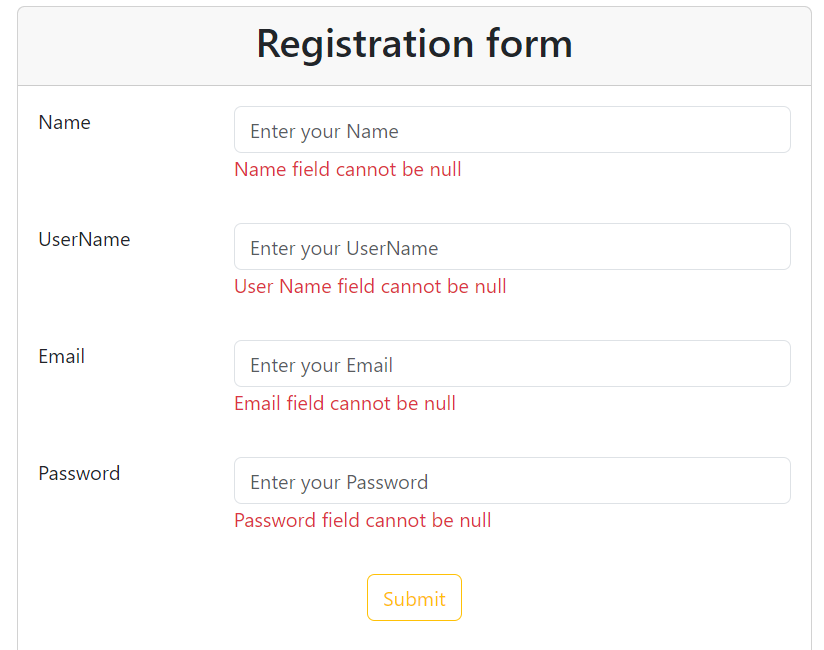 Registration form
Name
Enter your Name
Name field cannot be null
UserName
Enter your UserName
User Name field cannot be null
Email
Enter your Email
Email field cannot be null
Password
Enter your Password
Password field cannot be null
Submit